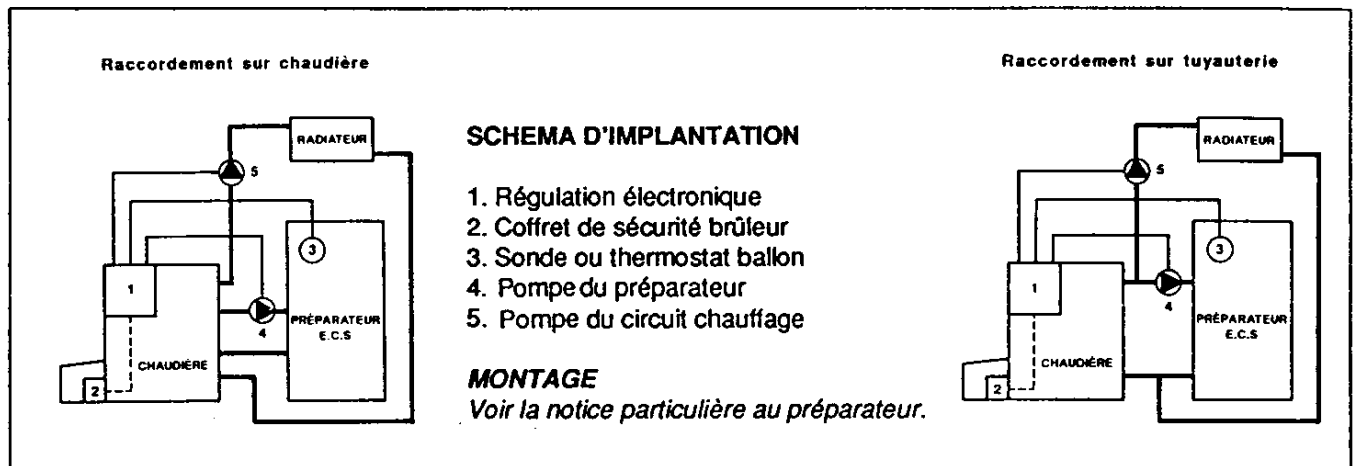 Raccordement sur chaudière
RADIATEUR
5
3
1
4
PRÉPARATEUR
E.C.S
CHAUDIÈRE
2
SCHEMA D'IMPLANTATION
1. Régulation électronique
2. Coffret de sécurité brûleur
3. Sonde ou thermostat ballon
4. Pompe du préparateur
5. Pompe du circuit chauffage
MONTAGE
Voir la notice particulière au préparateur.
Raccordement sur tuyauterie
RADIATEUR
5
3
1
4
PRÉPARATEUR
E.C.S
CHAUDIÈRE
2